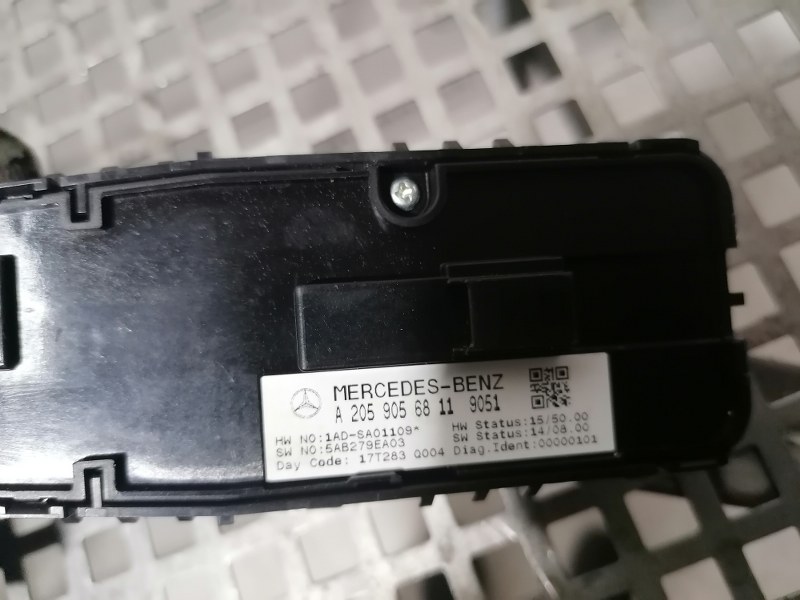 MERCEDES-BENZ
A 205 905 68 11 9051
HW NO:1AD-SA01109* HW Status:15/50.00
SW NO:5AB279EA03 SW Status:14/08.00
Day Code: 17T283 Q004 Diag.Ident:00000101